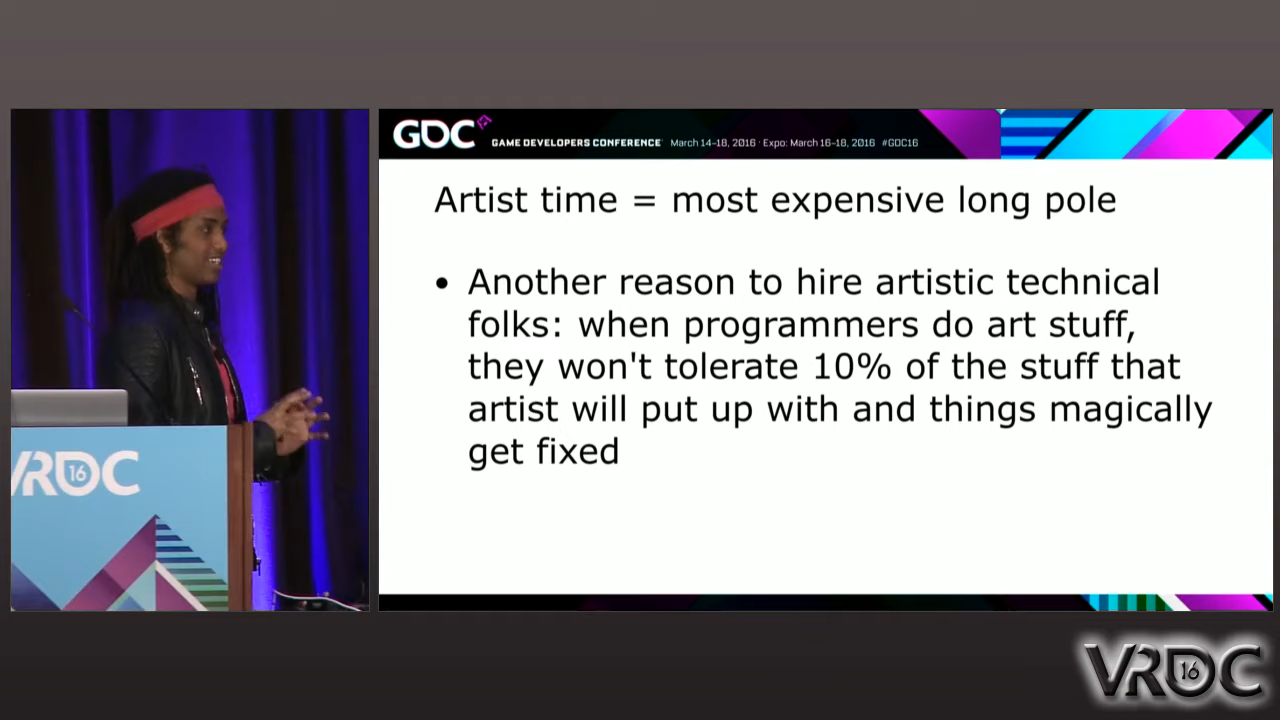 GDC
GAME DEVELOPERS CONFERENCE March 14-18, 2016 · Expo: March 16-18, 2016 #GDC16
Artist time = most expensive long pole
• Another reason to hire artistic technical
folks: when programmers do art stuff,
they won't tolerate 10% of the stuff that
artist will put up with and things magically
get fixed
VRDC 16
VRDC 16